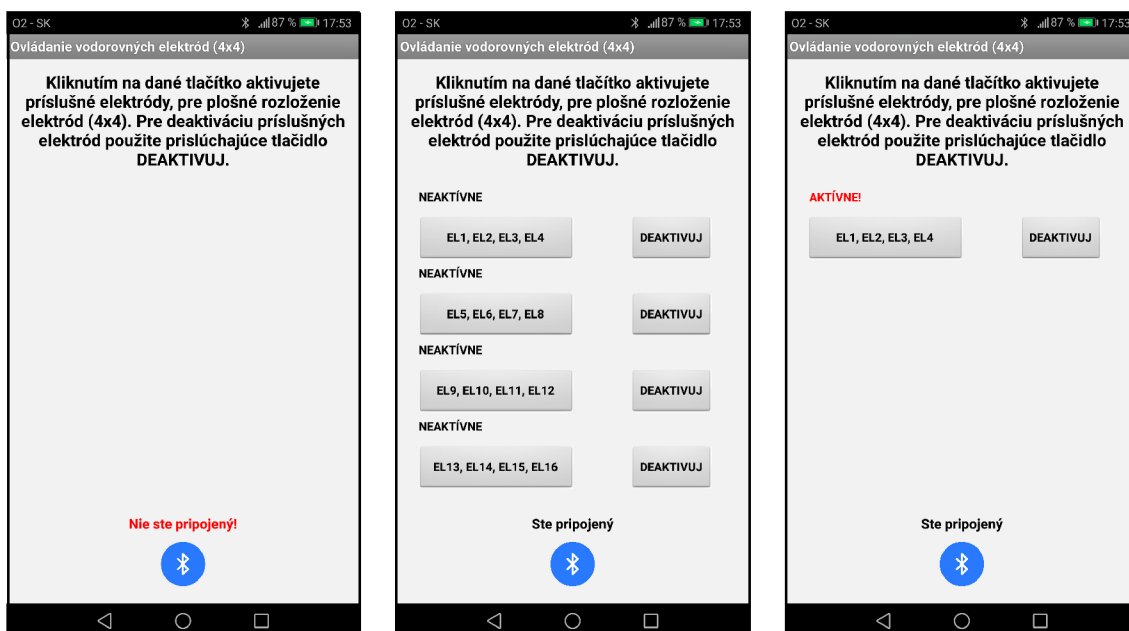 O2 - SK 87 % 17:53
Ovládanie vodorovných elektród (4x4)
Kliknutím na dané tlačítko aktivujete
príslušné elektródy, pre plošné rozloženie
elektród (4x4). Pre deaktiváciu príslušných
elektród použite prislúchajúce tlačidlo
DEAKTIVUJ.
Nie ste pripojený!
O2 - SK 87 % 17:53
Ovládanie vodorovných elektród (4x4)
Kliknutím na dané tlačítko aktivujete
príslušné elektródy, pre plošné rozloženie
elektród (4x4). Pre deaktiváciu príslušných
elektród použite prislúchajúce tlačidlo
DEAKTIVUJ.
NEAKTÍVNE
EL1, EL2, EL3, EL4 DEAKTIVUJ
NEAKTÍVNE
EL5, EL6, EL7, EL8 DEAKTIVUJ
NEAKTÍVNE
EL9, EL10, EL11, EL12 DEAKTIVUJ
NEAKTÍVNE
EL13, EL14, EL15, EL16 DEAKTIVUJ
Ste pripojený
O2 - SK 87 % 17:53
Ovládanie vodorovných elektród (4x4)
Kliknutím na dané tlačítko aktivujete
príslušné elektródy, pre plošné rozloženie
elektród (4x4). Pre deaktiváciu príslušných
elektród použite prislúchajúce tlačidlo
DEAKTIVUJ.
AKTÍVNE!
EL1, EL2, EL3, EL4 DEAKTIVUJ
Ste pripojený